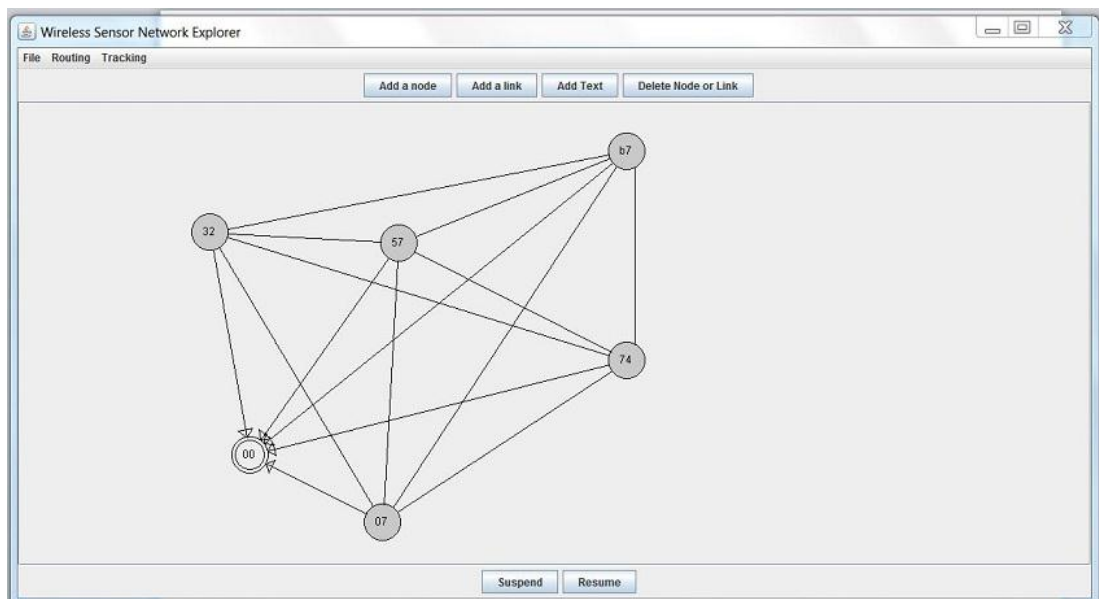 Wireless Sensor Network Explorer
File Routing Tracking
Add a node Add a link Add Text Delete Node or Link
b7
32
57
74
00
07
Suspend Resume